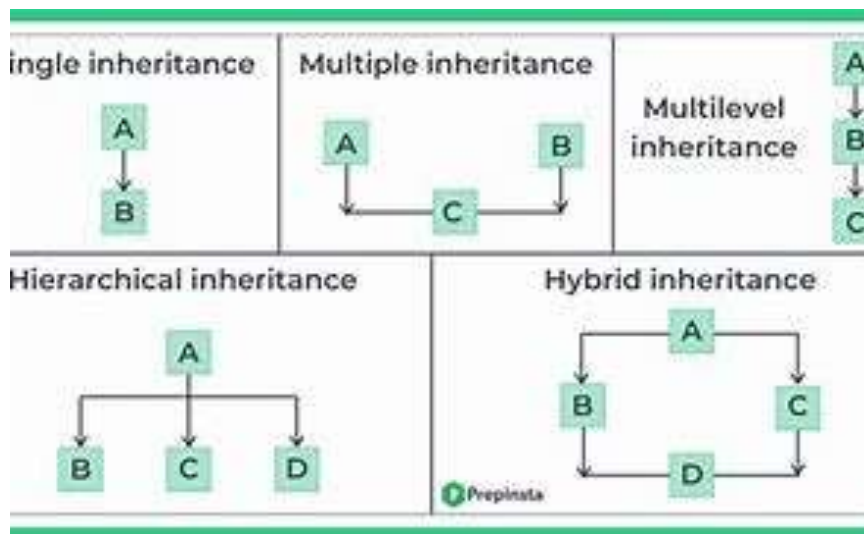 ingle inheritance
A
B
Multiple inheritance
A B
C
Multilevel
inheritance
A
B
C
Hierarchical inheritance
A
B C D
Hybrid inheritance
A
B C
D
Prepinsta